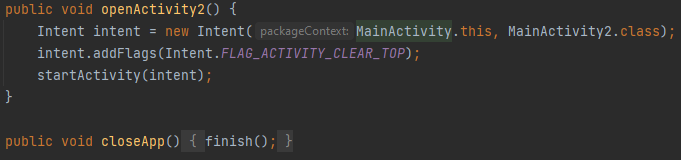 public void openActivity2() {
    Intent intent = new Intent( packageContext: MainActivity.this, MainActivity2.class);
    intent.addFlags(Intent.FLAG_ACTIVITY_CLEAR_TOP);
    startActivity(intent);
}
public void closeApp() { finish(); }